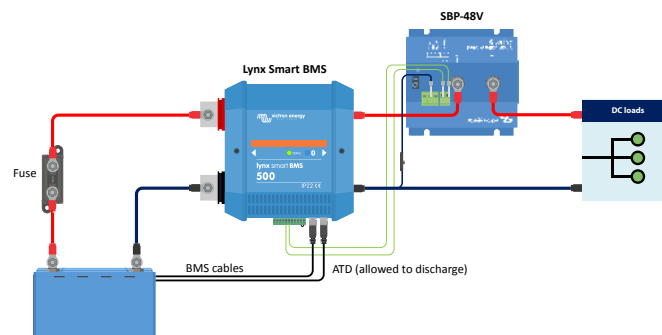 SBP-48V
Lynx Smart BMS
DC loads
victron energy
lynx smart BMS
500
IP22
Fuse
BMS cables
ATD (allowed to discharge)